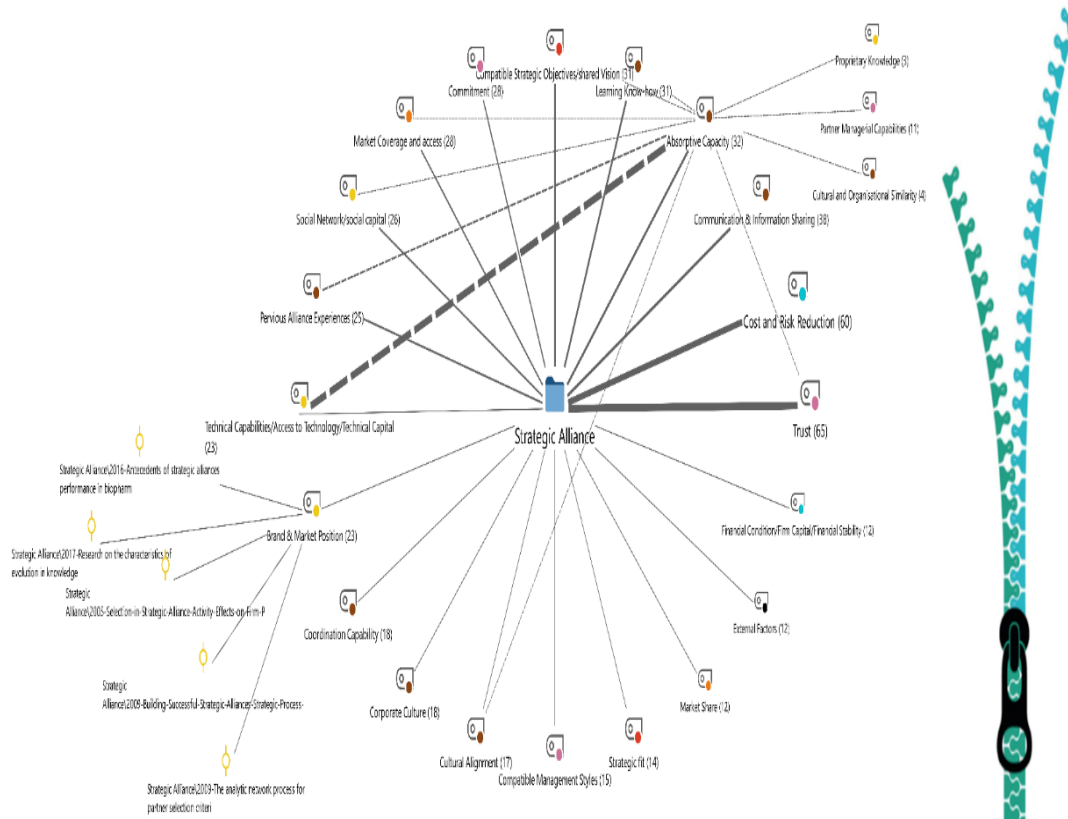 Proprietary Knowledge (3)
Compatible Strategic Objectives/shared Vision (31)
Commitment (28)
Learning Know-how (31)
Partner Managerial Capabilities (11)
Market Coverage and access (28)
Absorptive Capacity (32)
Cultural and Organisational Similarity (4)
Social Network/social capital (26)
Communication & Information Sharing (38)
Pervious Alliance Experiences (25)
Cost and Risk Reduction (60)
Technical Capabilities/Access to Technology/Technical Capital
(23)
Strategic Alliance
Trust (65)
Strategic Alliance\2016-Antecedents of strategic alliances
performance in biopharm
Brand & Market Position (23)
Financial Condition/Firm Capital/Financial Stability (12)
Strategic Alliance\2017-Research on the characteristics of
evolution in knowledge
Strategic
Alliance\2005-Selection-in-Strategic-Alliance-Activity-Effects-on-Firm-P
Coordination Capability (18)
External Factors (12)
Strategic
Alliance\2009-Building-Successful-Strategic-Alliances-Strategic-Process-
Corporate Culture (18)
Market Share (12)
Cultural Alignment (17)
Strategic fit (14)
Compatible Management Styles (15)
Strategic Alliance\2009-The analytic network process for
partner selection criteri